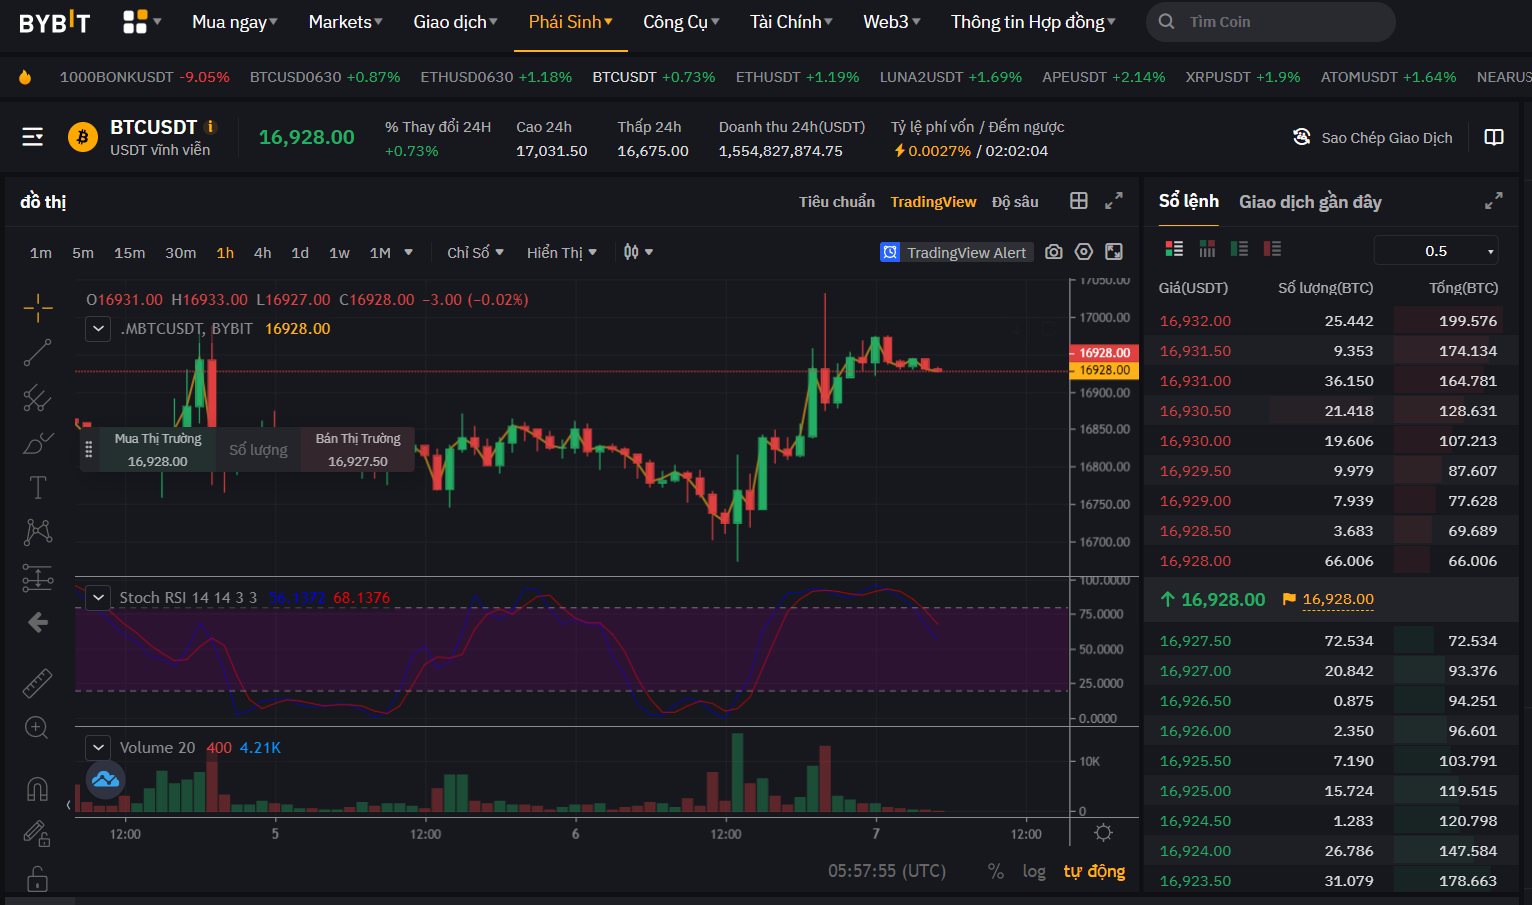 BYBIT Mua ngay Markets Giao dịch Phái Sinh Công Cụ Tài Chính Web3 Thông tin Hợp đồng Tìm Coin
1000BONKUSDT -9.05% BTCUSD0630 +0.87% ETHUSD0630 +1.18% BTCUSDT +0.73% ETHUSDT +1.19% LUNA2USDT +1.69% APEUSDT +2.14% XRPUSDT +1.9% ATOMUSDT +1.64% NEARUS
BTCUSDT
USDT vĩnh viễn
16,928.00
% Thay đổi 24H
+0.73%
Cao 24h
17,031.50
Thấp 24h
16,675.00
Doanh thu 24h(USDT)
1,554,827,874.75
Tỷ lệ phí vốn / Đếm ngược
0.0027% / 02:02:04
Sao Chép Giao Dịch
đồ thị Tiêu chuẩn TradingView Độ sâu
1m 5m 15m 30m 1h 4h 1d 1w 1M Chỉ Số Hiển Thị TradingView Alert
O16931.00 H16933.00 L16927.00 C16928.00 −3.00 (−0.02%)
.MBTCUSDT, BYBIT 16928.00
Mua Thị Trường
16,928.00
Số lượng
Bán Thị Trường
16,927.50
17050.00
17000.00
16928.00
16928.00
16900.00
16850.00
16800.00
16750.00
16700.00
Stoch RSI 14 14 3 3 56.1372 68.1376
100.0000
75.0000
50.0000
25.0000
0.0000
Volume 20 400 4.21K
10K
0
12:00 5 12:00 6 12:00 7 12:00
05:57:55 (UTC) % log tự động
Sổ lệnh Giao dịch gần đây
0.5
Giá(USDT) Số lượng(BTC) Tổng(BTC)
16,932.00 25.442 199.576
16,931.50 9.353 174.134
16,931.00 36.150 164.781
16,930.50 21.418 128.631
16,930.00 19.606 107.213
16,929.50 9.979 87.607
16,929.00 7.939 77.628
16,928.50 3.683 69.689
16,928.00 66.006 66.006
16,928.00 16,928.00
16,927.50 72.534 72.534
16,927.00 20.842 93.376
16,926.50 0.875 94.251
16,926.00 2.350 96.601
16,925.50 7.190 103.791
16,925.00 15.724 119.515
16,924.50 1.283 120.798
16,924.00 26.786 147.584
16,923.50 31.079 178.663